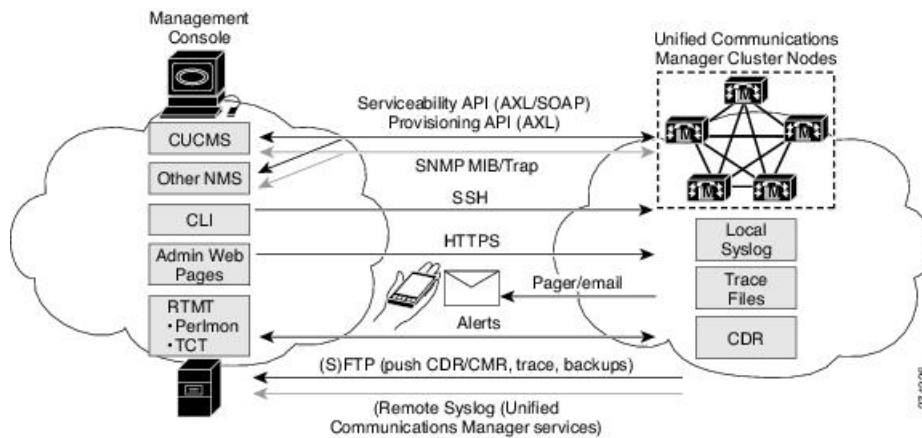 Management
Console
Unified Communications
Manager Cluster Nodes
Serviceability API (AXL/SOAP)
Provisioning API (AXL)
CUCMS
SNMP MIB/Trap
Other NMS
SSH
CLI
HTTPS
Local
Syslog
Admin Web
Pages
Pager/email
Trace
Files
RTMT
• Perlmon
• TCT
Alerts
CDR
(S)FTP (push CDR/CMR, trace, backups)
(Remote Syslog (Unified
Communications Manager services)
M
M
M
M
M